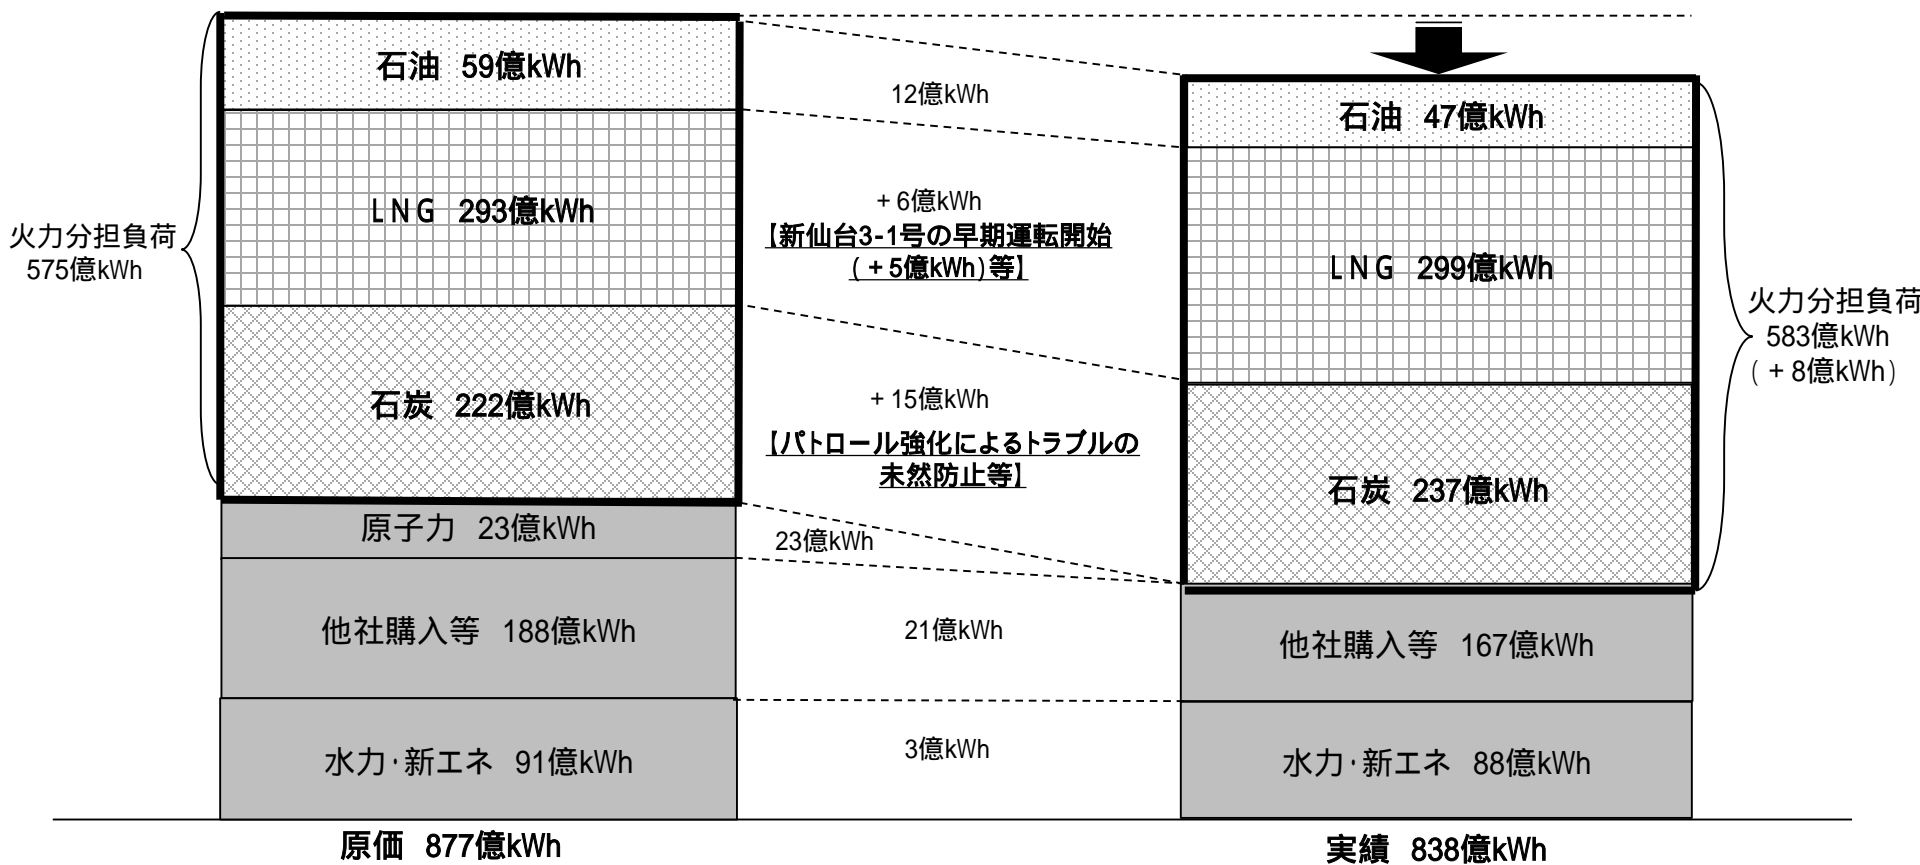 石油 59億kWh
LNG 293億kWh
石炭 222億kWh
原子力 23億kWh
他社購入等 188億kWh
水力・新エネ 91億kWh
原価 877億kWh
火力分担負荷
575億kWh
12億kWh
+6億kWh
【新仙台3-1号の早期運転開始
(+5億kWh)等】
+15億kWh
【パトロール強化によるトラブルの
未然防止等】
23億kWh
21億kWh
3億kWh
石油 47億kWh
LNG 299億kWh
石炭 237億kWh
他社購入等 167億kWh
水力・新エネ 88億kWh
実績 838億kWh
火力分担負荷
583億kWh
(+8億kWh)